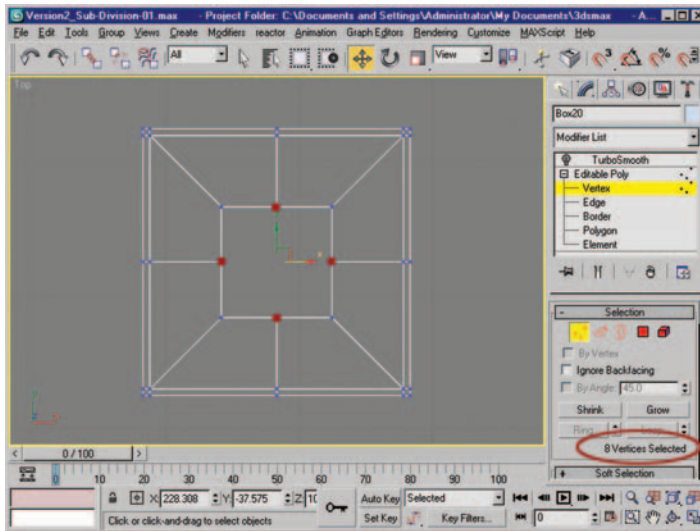 Version2_Sub-Division-01.max - Project Folder: C:\Documents and Settings\Administrator\My Documents\3dsmax - A...
File Edit Tools Group Views Create Modifiers reactor Animation Graph Editors Rendering Customize MAXScript Help
All
View
Top
Box20
Modifier List
TurboSmooth
Editable Poly
Vertex
Edge
Border
Polygon
Element
Selection
By Vertex
Ignore Backfacing
By Angle: 45.0
Shrink Grow
Ring Loop
8 Vertices Selected
Soft Selection
0 / 100
0 10 20 30 40 50 60 70 80 90 100
X: 228.308 Y: -37.575 Z: 10
Auto Key Selected
Click or click-and-drag to select objects
Set Key Key Filters... 0